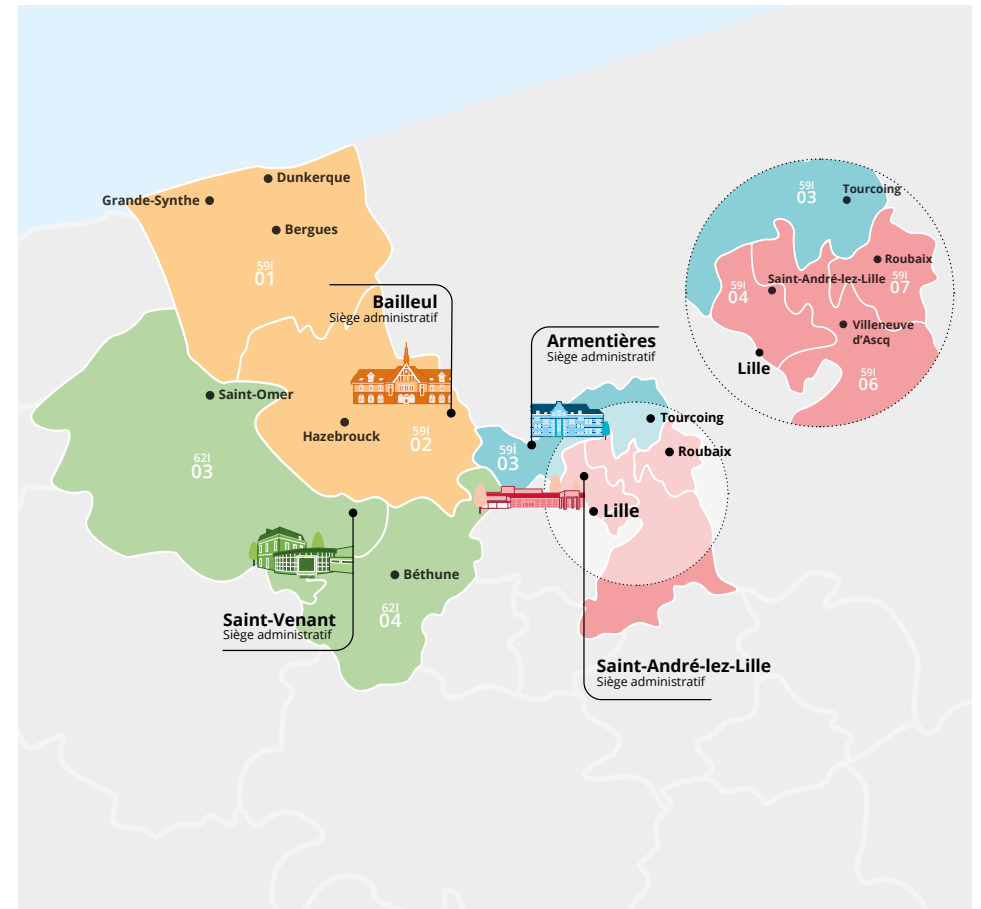 Dunkerque
Grande-Synthe
Bergues
59I
01
Bailleul
Siège administratif
Saint-Omer
Hazebrouck
59I
02
62I
03
Armentières
Siège administratif
59i
03
Tourcoing
Roubaix
Lille
Béthune
62I
04
Saint-Venant
Siège administratif
Saint-André-lez-Lille
Siège administratif
59I
03
Tourcoing
Roubaix
Saint-André-lez-Lille
59I
04
59I
07
Villeneuve
d'Ascq
Lille
59I
06